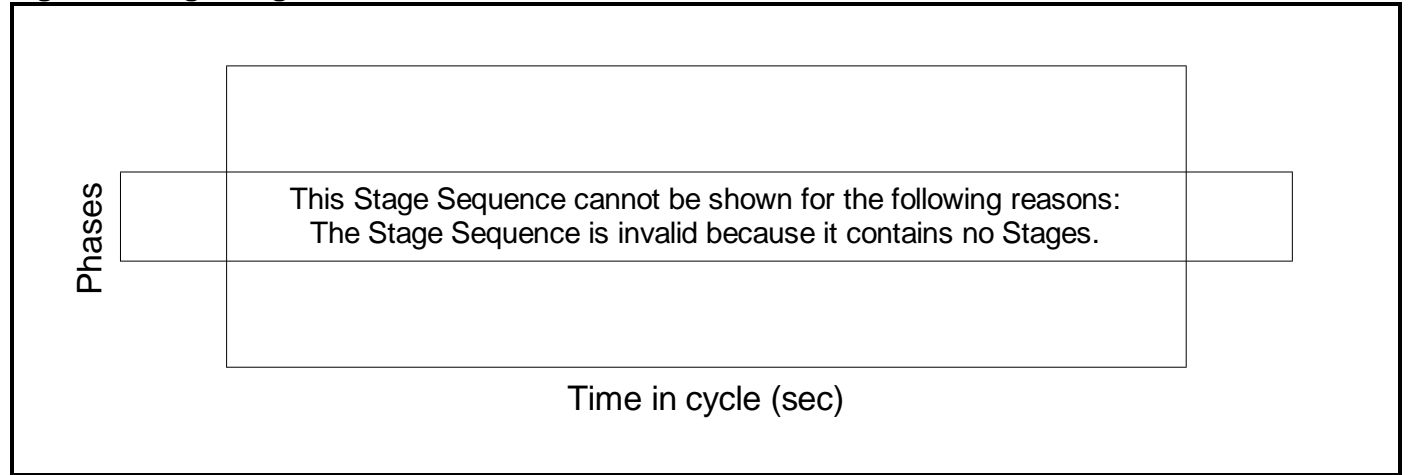 Phases
This Stage Sequence cannot be shown for the following reasons:
The Stage Sequence is invalid because it contains no Stages.
Time in cycle (sec)